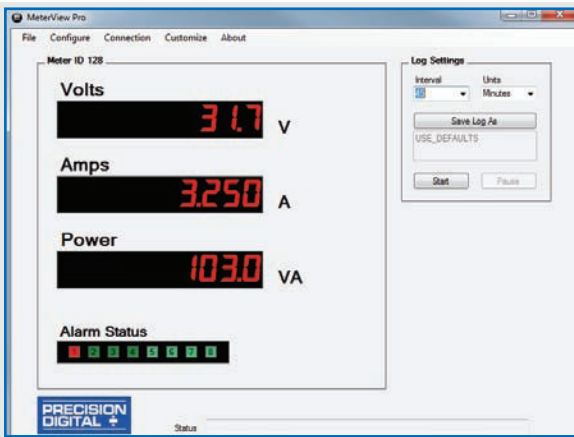 MeterView Pro
File Configure Connection Customize About
Meter ID 128
Volts
31.7 V
Amps
3.250 A
Power
103.0 VA
Alarm Status
1 2 3 4 5 6 7 8
Log Settings
Interval Units
45 Minutes
Save Log As
USE_DEFAULTS
Start Pause
PRECISION
DIGITAL
Status